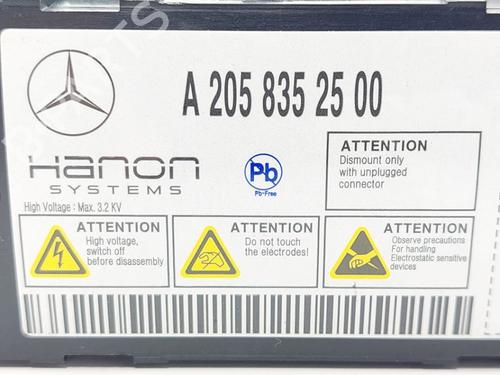 A 205 835 25 00
Hanon
SYSTEMS
High Voltage : Max. 3.2 KV
Pb
Pb-Free
ATTENTION
Dismount only
with unplugged
connector
ATTENTION
High voltage,
switch off
before disassembly
ATTENTION
Do not touch
the electrodes!
ATTENTION
Observe precautions
For handling
Electrostatic sensitive
devices